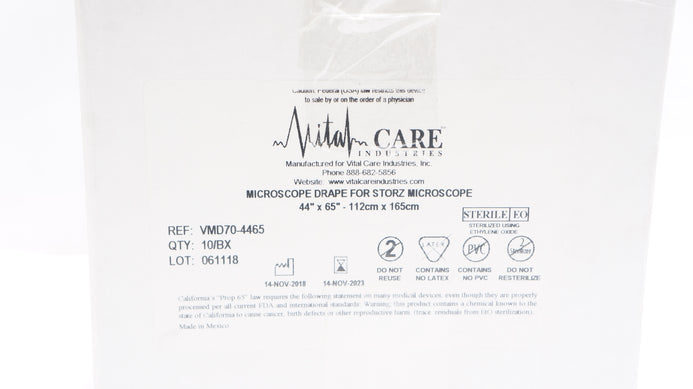 Caution: Federal (USA) law restricts this device
to sale by or on the order of a physician
Vital CARE™
INDUSTRIES
Manufactured for Vital Care Industries, Inc.
Phone 888-682-5856
Website: www.vitalcareindustries.com
MICROSCOPE DRAPE FOR STORZ MICROSCOPE
44" x 65" - 112cm x 165cm
STERILE EO
STERILIZED USING
ETHYLENE OXIDE
REF: VMD70-4465
QTY: 10/BX
LOT: 061118
14-NOV-2018
14-NOV-2023
2
DO NOT
REUSE
LATEX
CONTAINS
NO LATEX
PVC
CONTAINS
NO PVC
2
DO NOT
RESTERILIZE
California's "Prop 65" law requires the following statement on many medical devices, even though they are properly
processed per all current FDA and international standards: Warning, this product contains a chemical known to the
state of California to cause cancer, birth defects or other reproductive harm. (trace residuals from EtO sterilization).
Made in Mexico